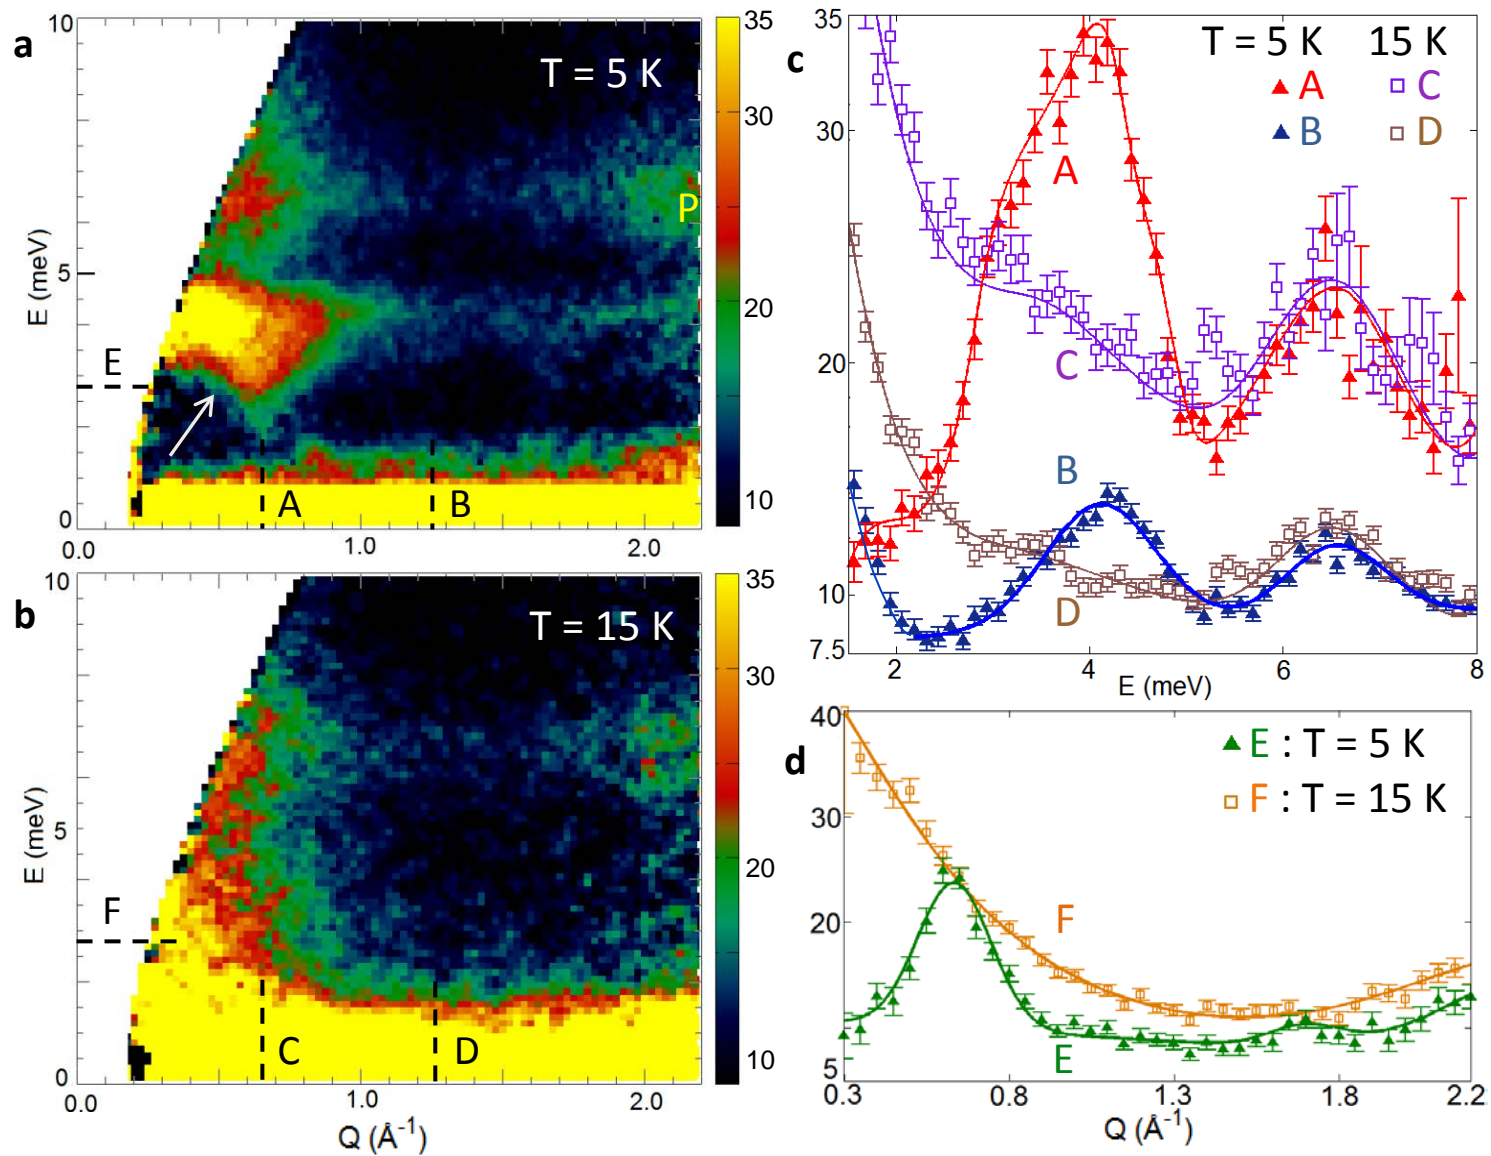 a
10
E (meV)
5
0
T = 5 K
P
E
A
B
0.0
1.0
2.0
35
30
20
10
b
10
E (meV)
5
0
T = 15 K
F
C
D
0.0
1.0
2.0
Q (Å⁻¹)
35
30
20
10
c
35
30
20
10
7.5
T = 5 K 15 K
A C
B D
A
C
B
D
2 4 6 8
E (meV)
d
40
30
20
5
E : T = 5 K
F : T = 15 K
F
E
0.3 0.8 1.3 1.8 2.2
Q (Å⁻¹)